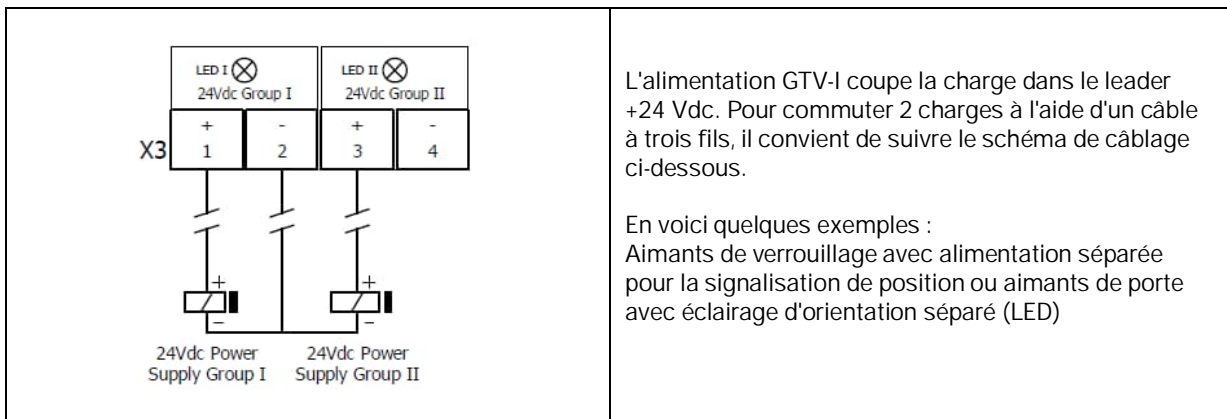 LED I
24Vdc Group I
LED II
24Vdc Group II
X3
+
1
-
2
+
3
-
4
+
−
+
−
24Vdc Power
Supply Group I
24Vdc Power
Supply Group II
L'alimentation GTV-I coupe la charge dans le leader
+24 Vdc. Pour commuter 2 charges à l'aide d'un câble
à trois fils, il convient de suivre le schéma de câblage
ci-dessous.
En voici quelques exemples :
Aimants de verrouillage avec alimentation séparée
pour la signalisation de position ou aimants de porte
avec éclairage d'orientation séparé (LED)